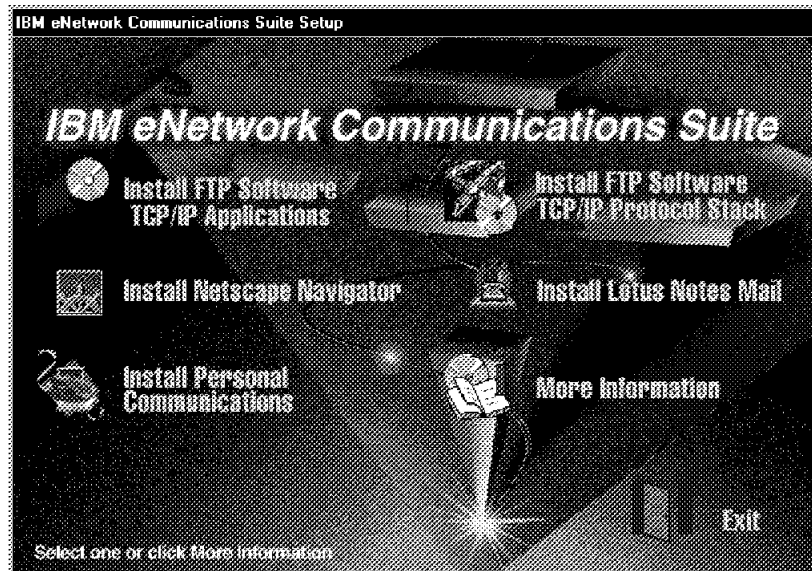 IBM eNetwork Communications Suite Setup
IBM eNetwork Communications Suite
Install FTP Software
TCP/IP Applications
Install FTP Software
TCP/IP Protocol Stack
Install Netscape Navigator
Install Lotus Notes Mail
Install Personal
Communications
More Information
Exit
Select one or click More Information